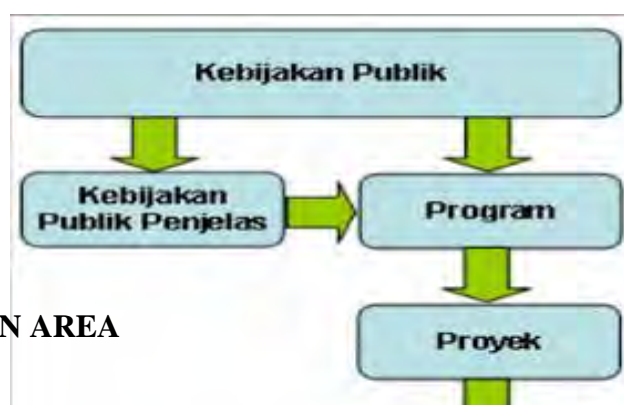 Kebijakan Publik
Kebijakan
Publik Penjelas
Program
N AREA
Proyek